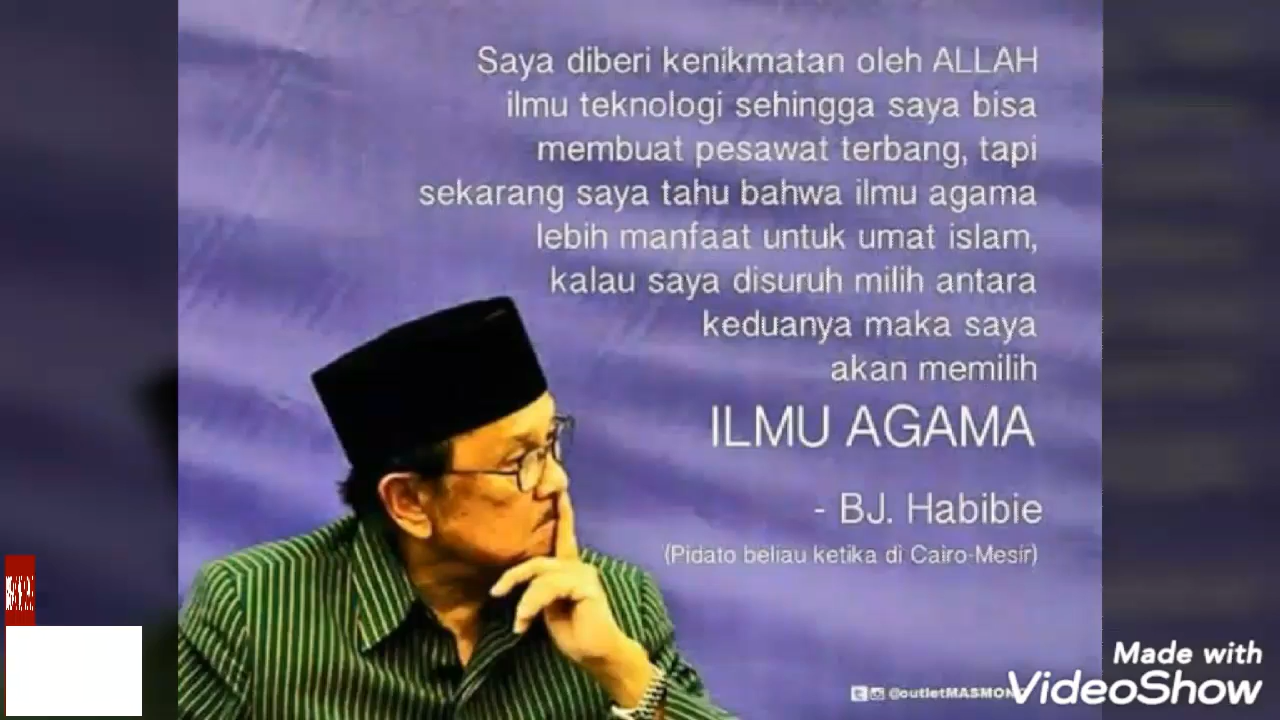 Saya diberi kenikmatan oleh ALLAH
ilmu teknologi sehingga saya bisa
membuat pesawat terbang, tapi
sekarang saya tahu bahwa ilmu agama
lebih manfaat untuk umat islam,
kalau saya disuruh milih antara
keduanya maka saya
akan memilih
ILMU AGAMA
- BJ. Habibie
(Pidato beliau ketika di Cairo-Mesir)
Made with
VideoShow